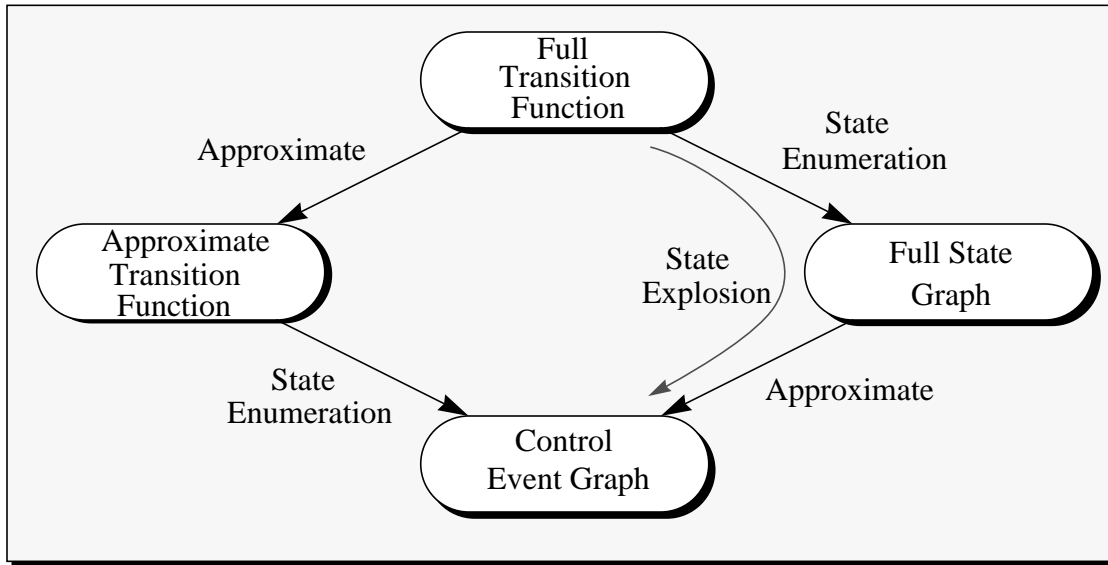 Full
Transition
Function
Approximate
State
Enumeration
Approximate
Transition
Function
State
Explosion
Full State
Graph
State
Enumeration
Approximate
Control
Event Graph